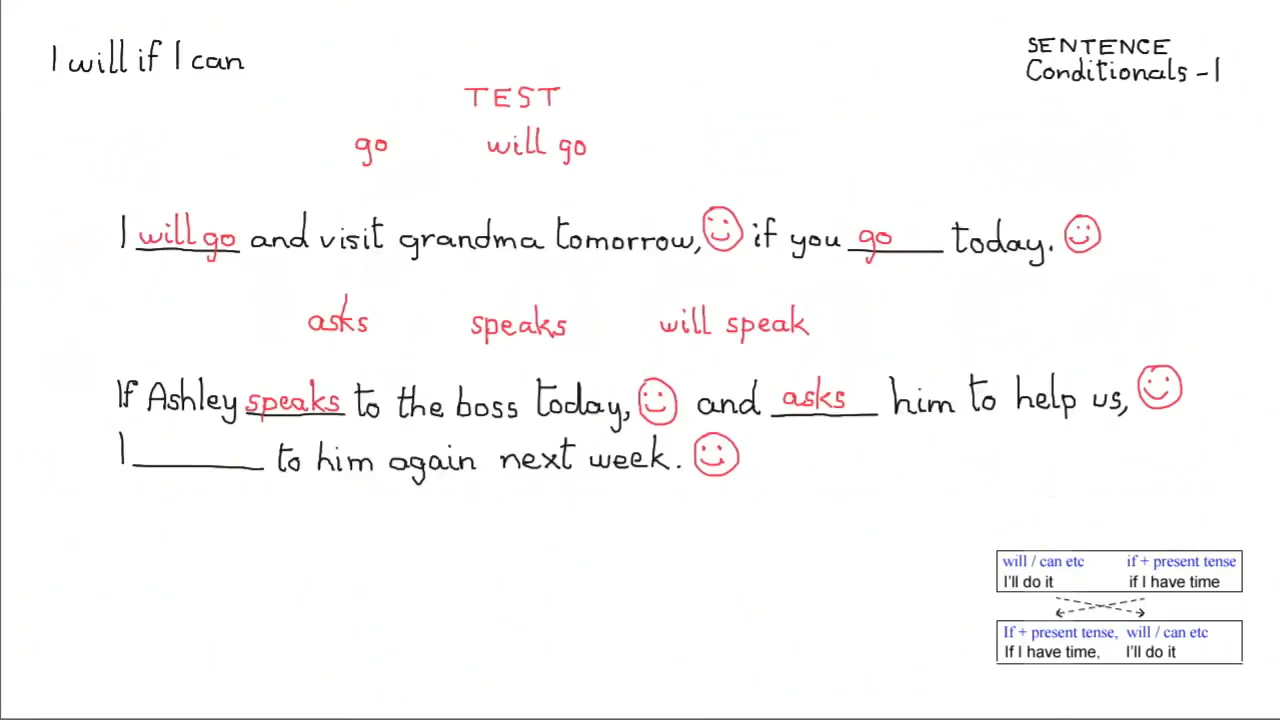 I will if I can
SENTENCE
Conditionals - 1
TEST
go will go
I will go and visit grandma tomorrow, if you go today.
asks speaks will speak
If Ashley speaks to the boss today, and asks him to help us,
I ________ to him again next week.
will / can etc if + present tense
I'll do it if I have time
If + present tense, will / can etc
If I have time, I'll do it